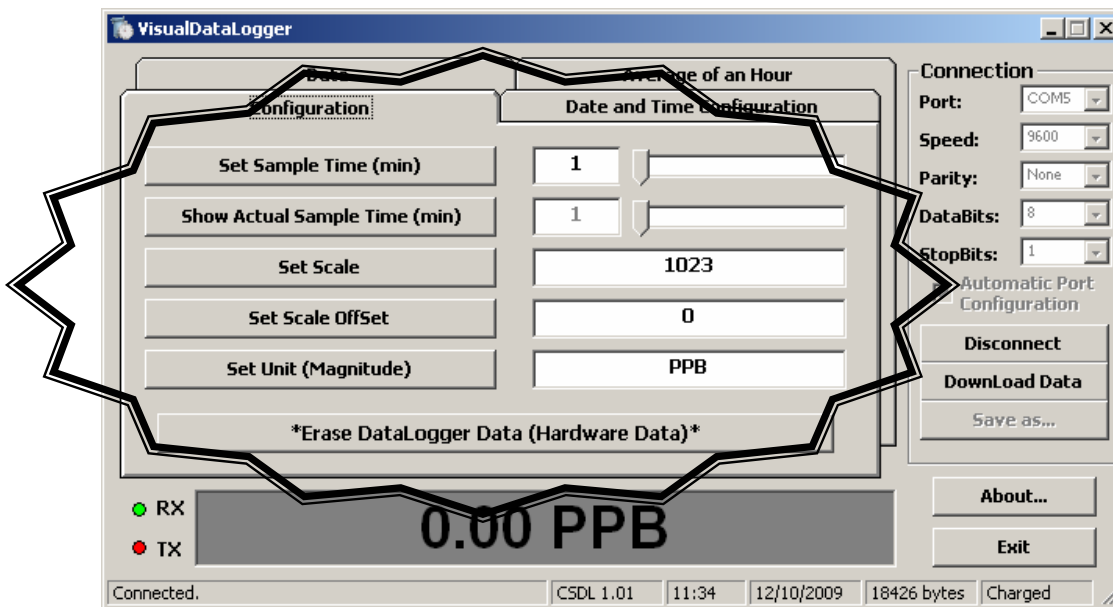 VisualDataLogger
Data
Average of an Hour
Configuration
Date and Time Configuration
Set Sample Time (min)
1
Show Actual Sample Time (min)
1
Set Scale
1023
Set Scale OffSet
0
Set Unit (Magnitude)
PPB
*Erase DataLogger Data (Hardware Data)*
Connection
Port:
COM5
Speed:
9600
Parity:
None
DataBits:
8
StopBits:
1
Automatic Port
Configuration
Disconnect
DownLoad Data
Save as...
RX
TX
0.00 PPB
About...
Exit
Connected.
CSDL 1.01
11:34
12/10/2009
18426 bytes
Charged